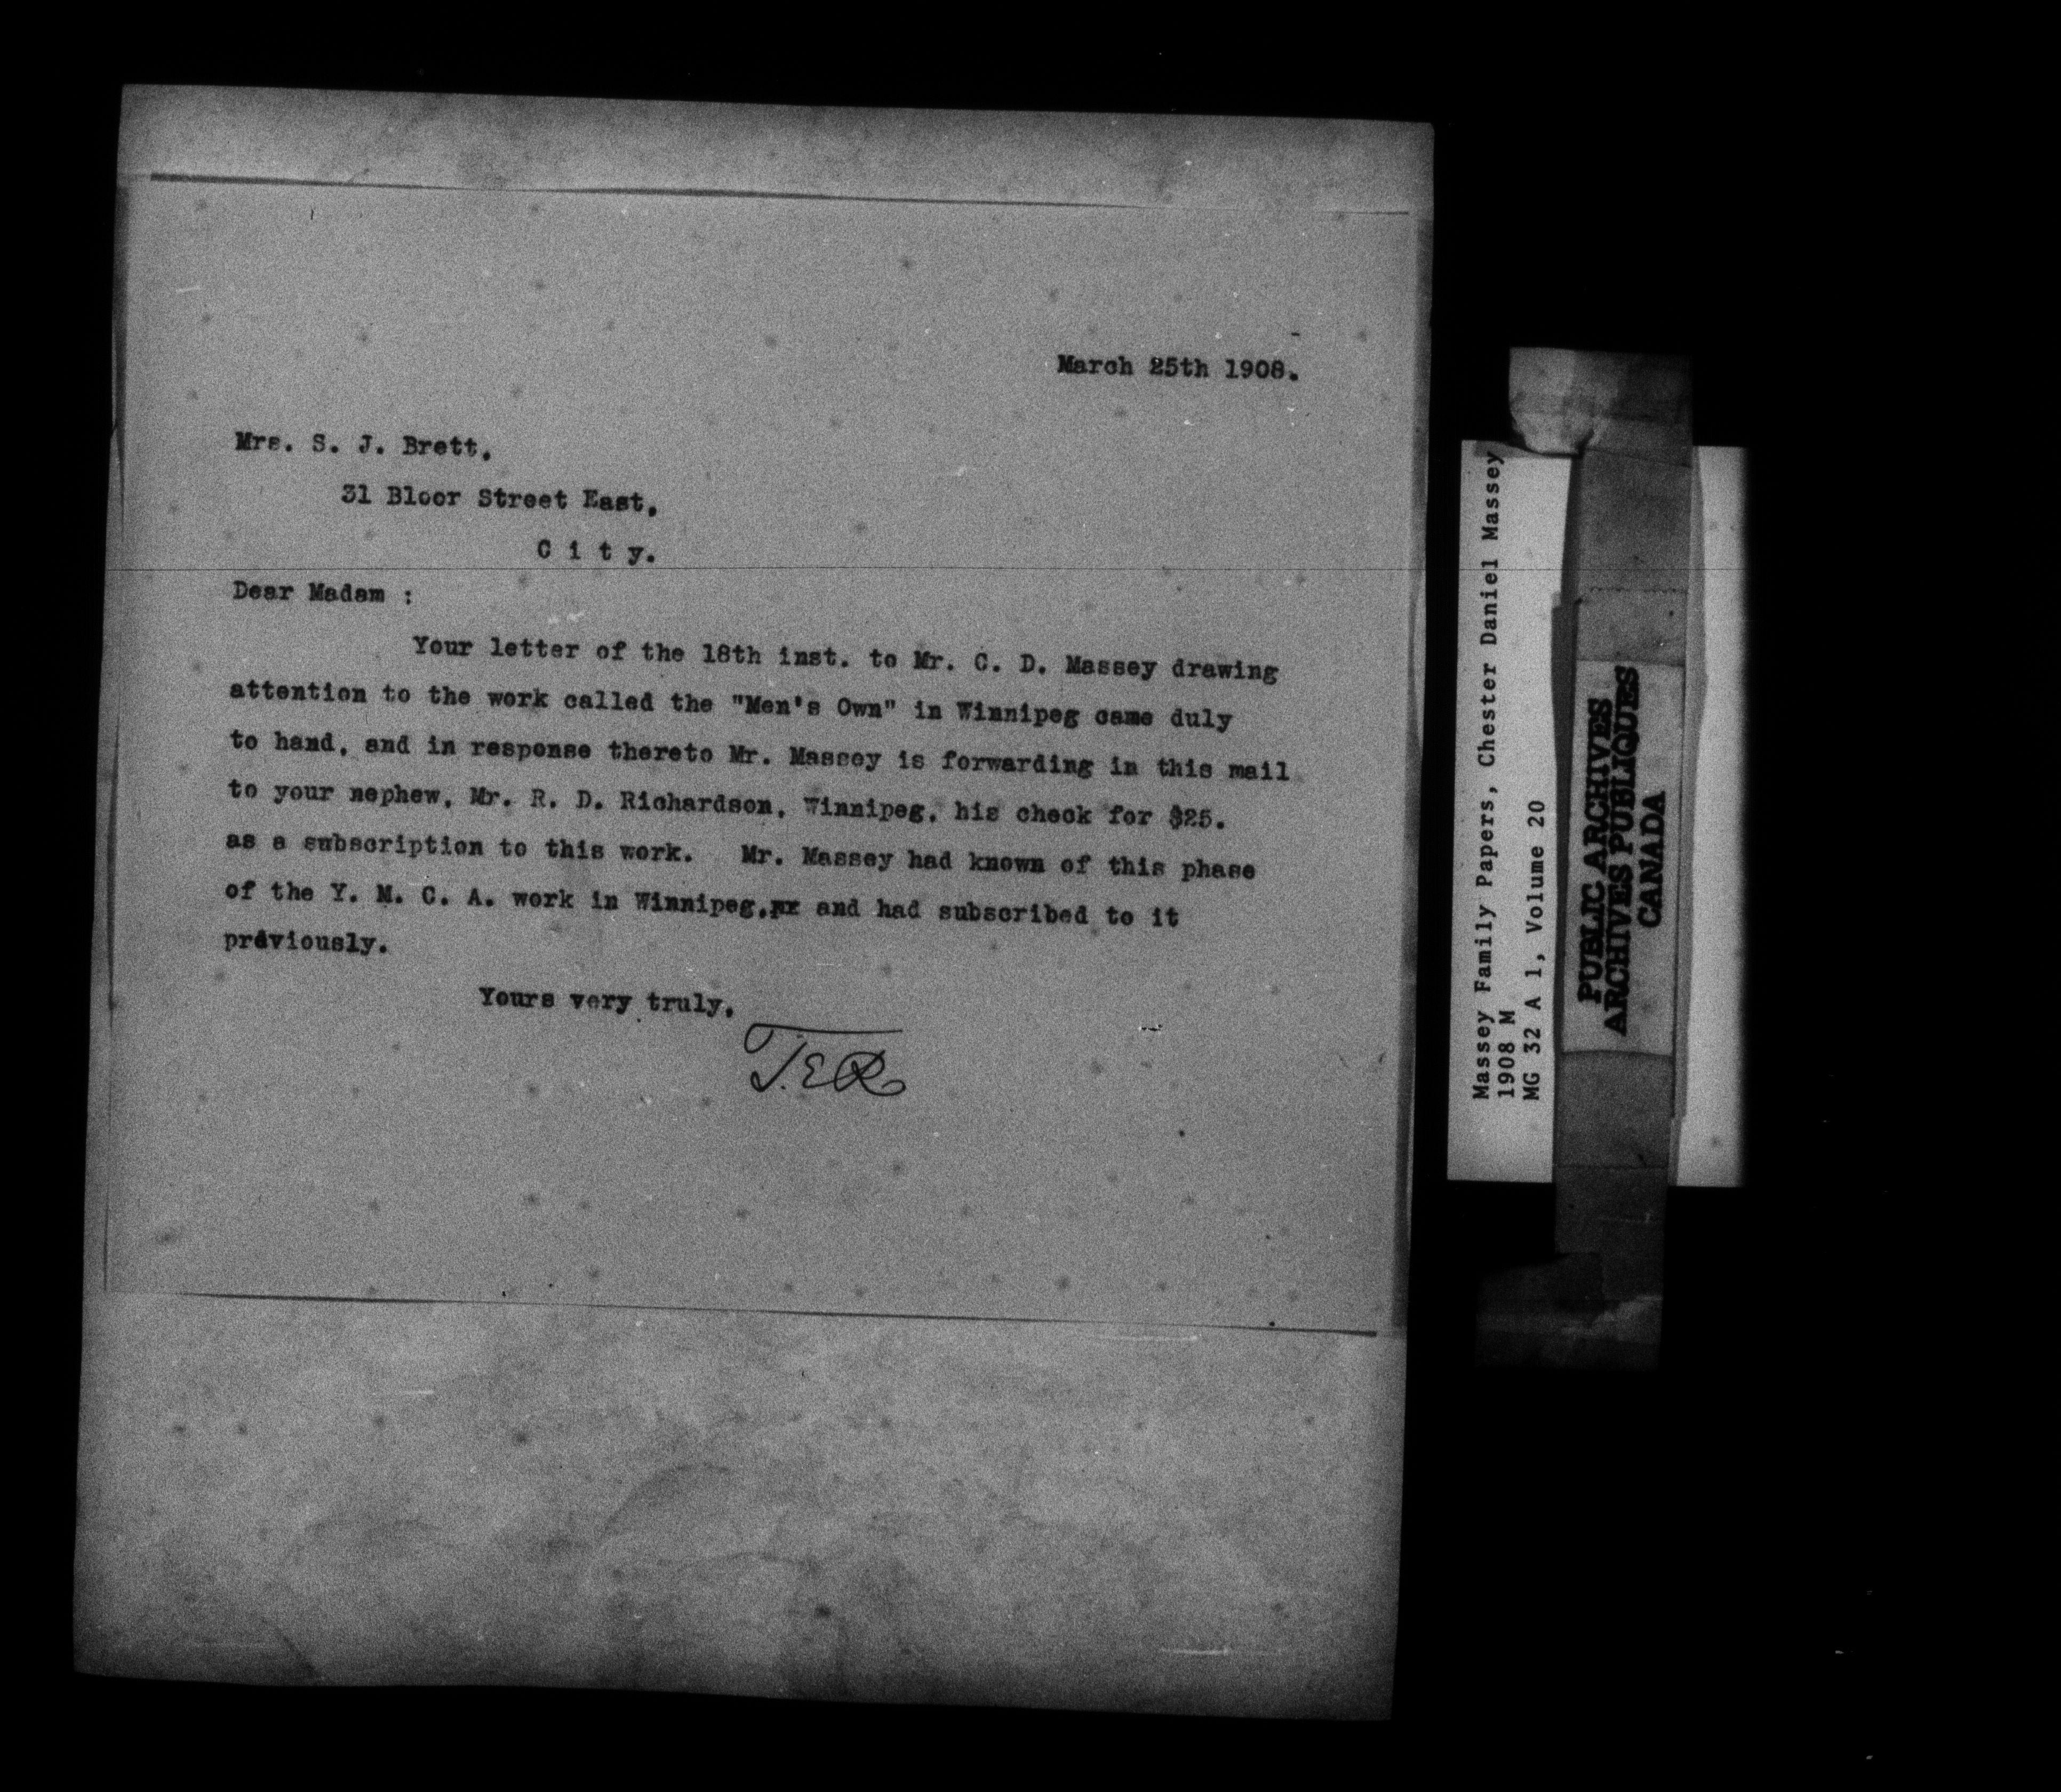 March 25th 1908.
Mrs. S. J. Brett,
31 Bloor Street East,
C i t y.
Dear Madam :
Your letter of the 18th inst. to Mr. C. D. Massey drawing
attention to the work called the "Men's Own" in Winnipeg came duly
to hand, and in response thereto Mr. Massey is forwarding in this mail
to your nephew, Mr. R. D. Richardson, Winnipeg, his check for $25.
as a subscription to this work. Mr. Massey had known of this phase
of the Y. M. C. A. work in Winnipeg, and had subscribed to it
previously.
Yours very truly,
T.E.R.
Massey Family Papers, Chester Daniel Massey
1908 M
MG 32 A 1, Volume 20
PUBLIC ARCHIVES
ARCHIVES PUBLIQUES
CANADA